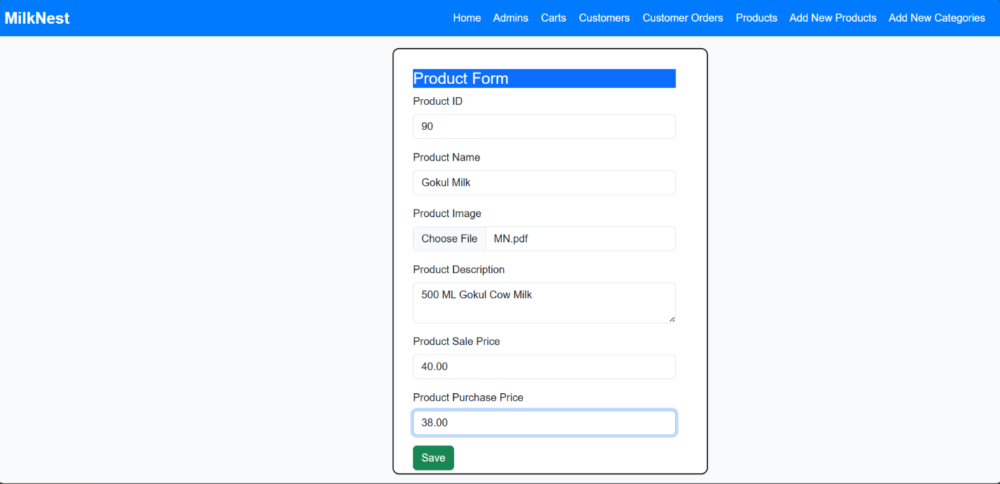 MilkNest Home Admins Carts Customers Customer Orders Products Add New Products Add New Categories
Product Form
Product ID
90
Product Name
Gokul Milk
Product Image
Choose File MN.pdf
Product Description
500 ML Gokul Cow Milk
Product Sale Price
40.00
Product Purchase Price
38.00
Save